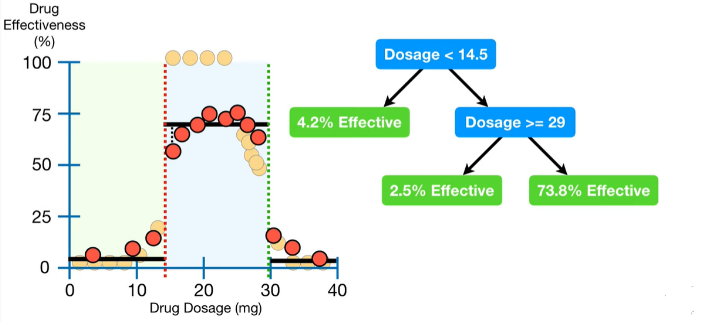 Drug
Effectiveness
(%)
100
75
50
25
0
0 10 20 30 40
Drug Dosage (mg)
Dosage < 14.5
4.2% Effective
Dosage >= 29
2.5% Effective
73.8% Effective